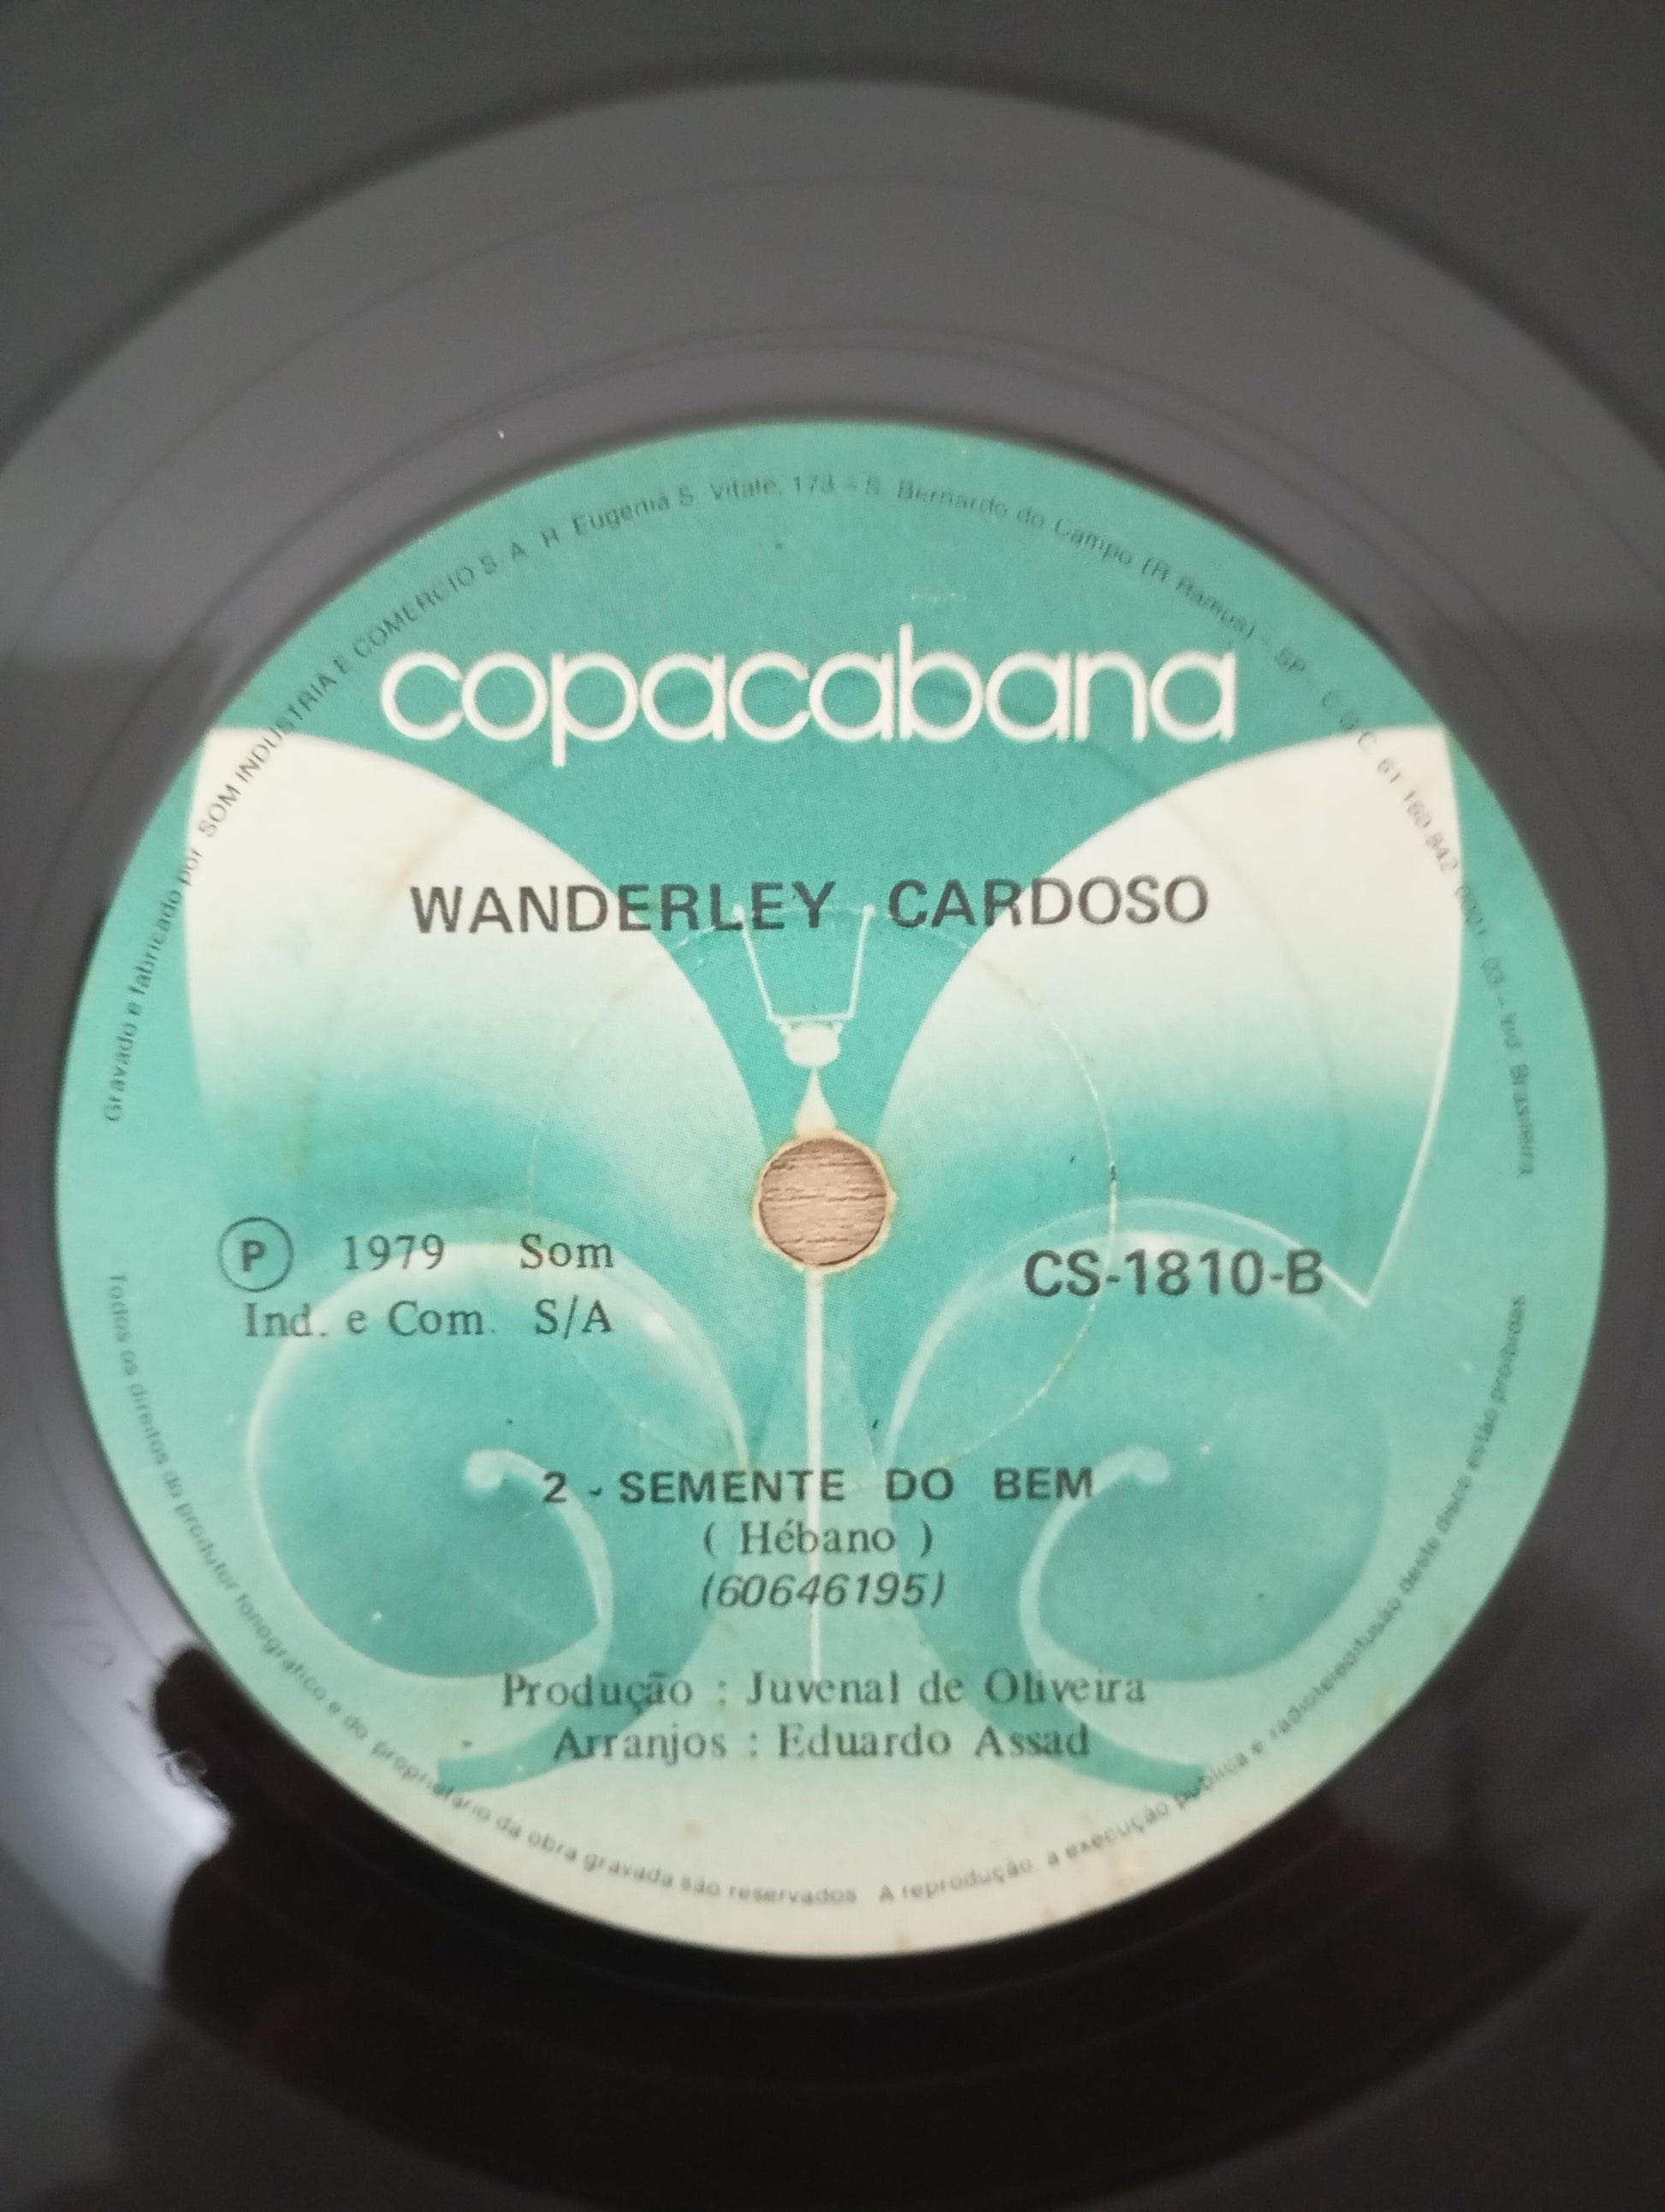 Gravado e fabricado por SOM INDUSTRIA E COMERCIO S A R Eugenia S. Vitale, 173 - S. Bernardo do Campo (R Ramos) - SP - C G C 61 160 842 0001-03 - Ind Brasileira
copacabana
WANDERLEY CARDOSO
P 1979 Som
Ind. e Com. S/A
CS-1810-B
2 - SEMENTE DO BEM
( Hébano )
(60646195)
Produção : Juvenal de Oliveira
Arranjos : Eduardo Assad
Todos os direitos do produtor fonográfico e do proprietário da obra gravada são reservados A reprodução, a execução pública e radioteledifusão deste disco estão proibidas